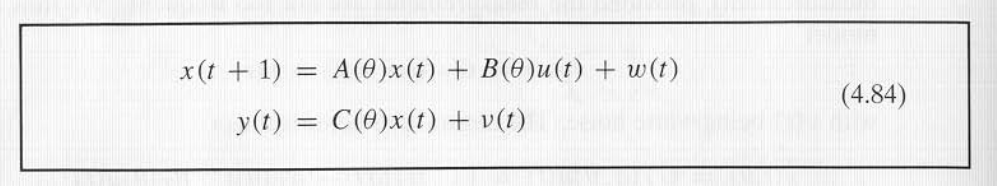 x(t + 1) = A(θ)x(t) + B(θ)u(t) + w(t)
y(t) = C(θ)x(t) + v(t)
(4.84)